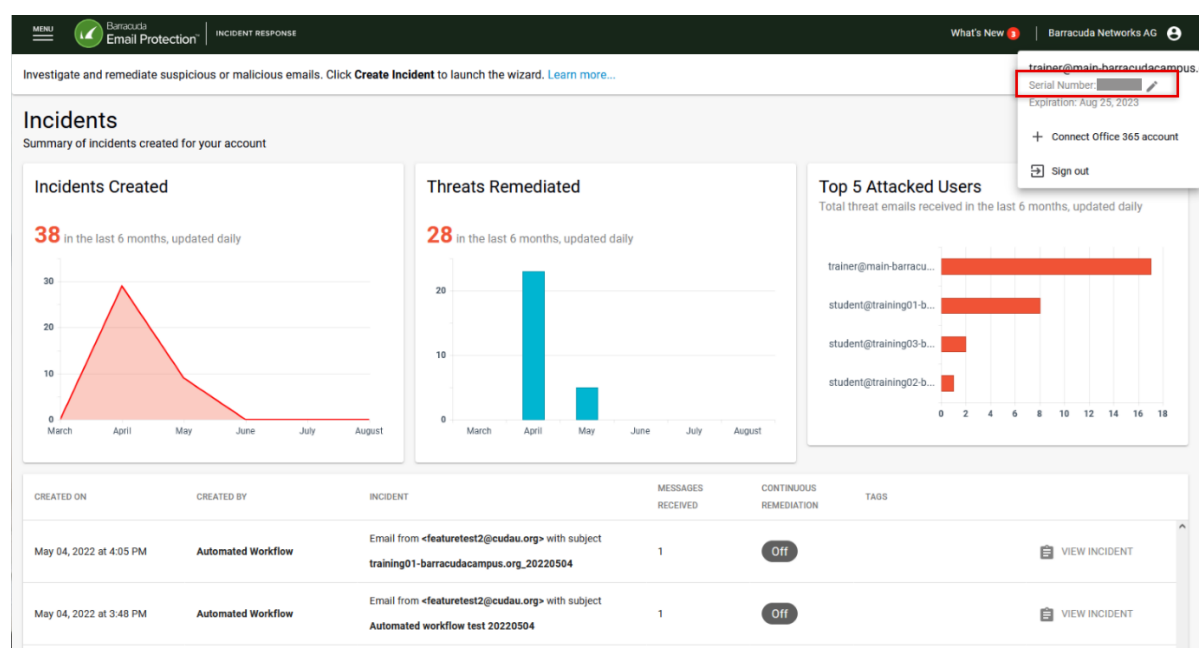 MENU
Barracuda
Email Protection™
INCIDENT RESPONSE
What's New 3
Barracuda Networks AG
Investigate and remediate suspicious or malicious emails. Click Create Incident to launch the wizard. Learn more...
trainer@main-barracudacampus.
Serial Number:
Expiration: Aug 25, 2023
Connect Office 365 account
Sign out
Incidents
Summary of incidents created for your account
Incidents Created
38 in the last 6 months, updated daily
30
20
10
0
March April May June July August
Threats Remediated
28 in the last 6 months, updated daily
20
10
0
March April May June July August
Top 5 Attacked Users
Total threat emails received in the last 6 months, updated daily
trainer@main-barracu...
student@training01-b...
student@training03-b...
student@training02-b...
0 2 4 6 8 10 12 14 16 18
CREATED ON CREATED BY INCIDENT MESSAGES RECEIVED CONTINUOUS REMEDIATION TAGS
May 04, 2022 at 4:05 PM Automated Workflow Email from <featuretest2@cudau.org> with subject
training01-barracudacampus.org_20220504 1 Off VIEW INCIDENT
May 04, 2022 at 3:48 PM Automated Workflow Email from <featuretest2@cudau.org> with subject
Automated workflow test 20220504 1 Off VIEW INCIDENT